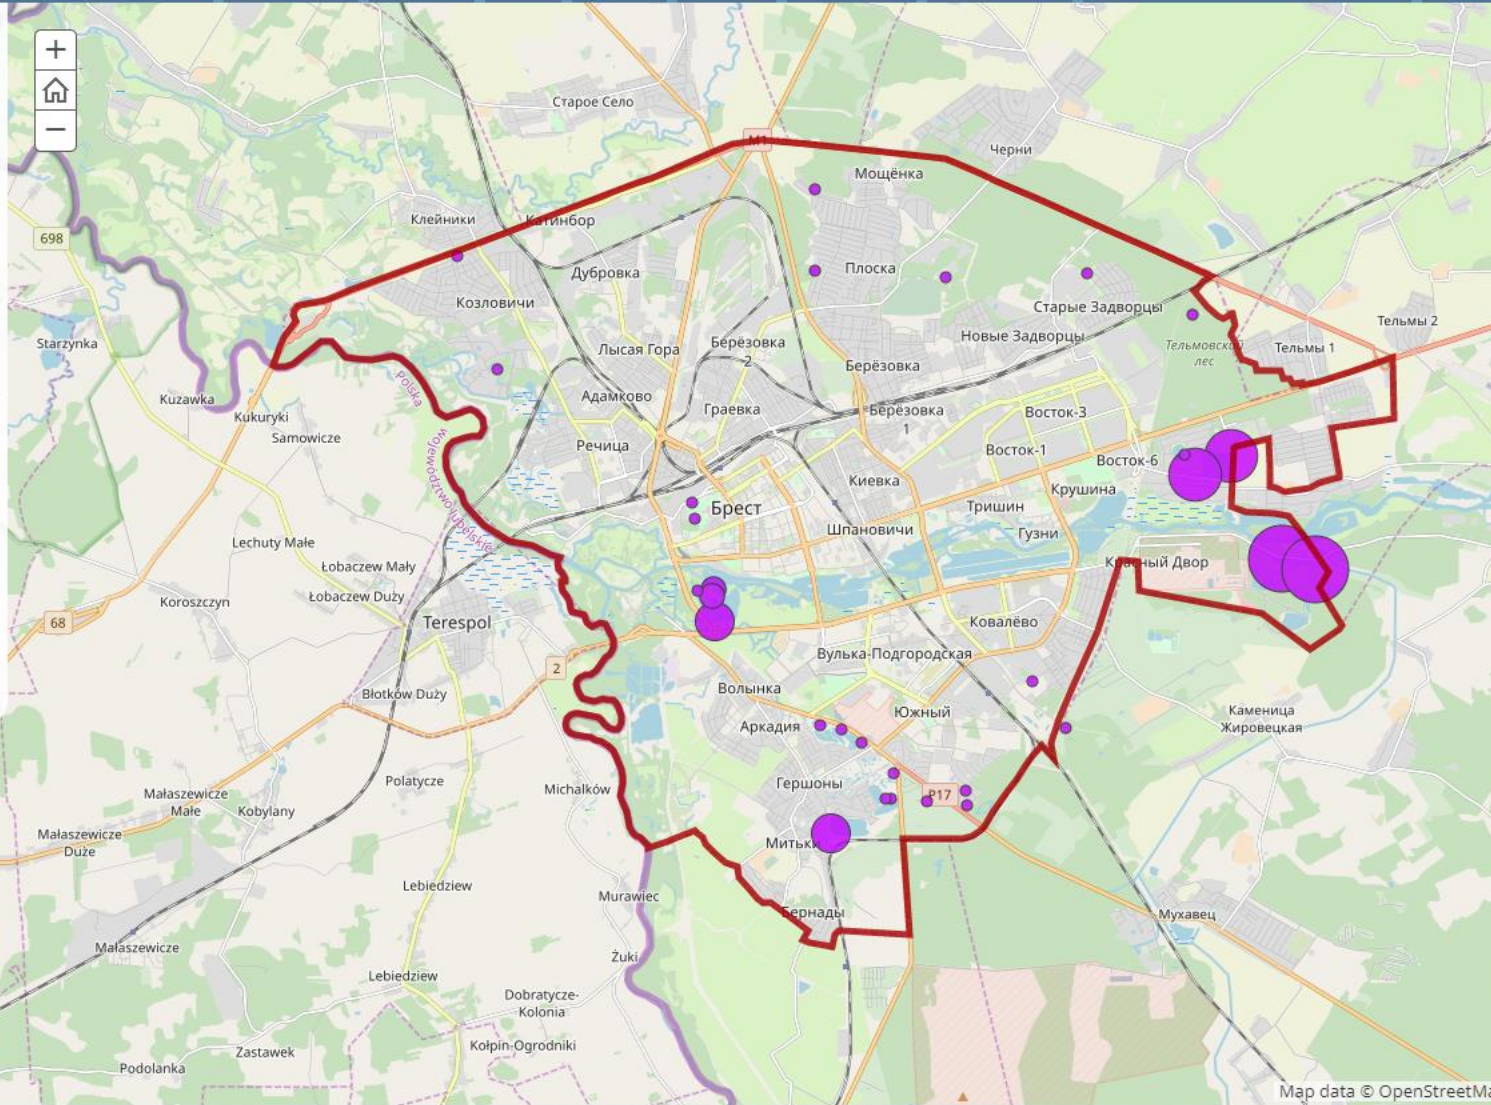 +
−
Старое Село
M1
Черни
Мощёнка
Клейники
Катинбор
698
Дубровка
Плоска
Козловичи
Старые Задворцы
Тельмы 2
Новые Задворцы
Starzynka
Лысая Гора
Берёзовка
2
Тельмовский
лес
Тельмы 1
Берёзовка
Polska
Kuzawka
Адамково
Граевка
Берёзовка
1
Восток-3
Kukuryki
Samowicze
Речица
Восток-1
Восток-6
województwo lubelskie
Киевка
Крушина
Брест
Тришин
Шпановичи
Гузни
Lechuty Małe
Łobaczew Mały
Красный Двор
Koroszczyn
Łobaczew Duży
68
Terespol
Ковалёво
2
Вулька-Подгородская
Błotków Duży
Волынка
Южный
Каменица
Жировецкая
Аркадия
Polatycze
Michalków
Гершоны
Małaszewicze
Małe
Kobylany
P17
Małaszewicze
Duże
Митьки
Lebiedziew
Murawiec
Бернады
Мухавец
Małaszewicze
Żuki
Lebiedziew
Dobratycze-
Kolonia
Zastawek
Kołpin-Ogrodniki
Podolanka
Map data © OpenStreetMa